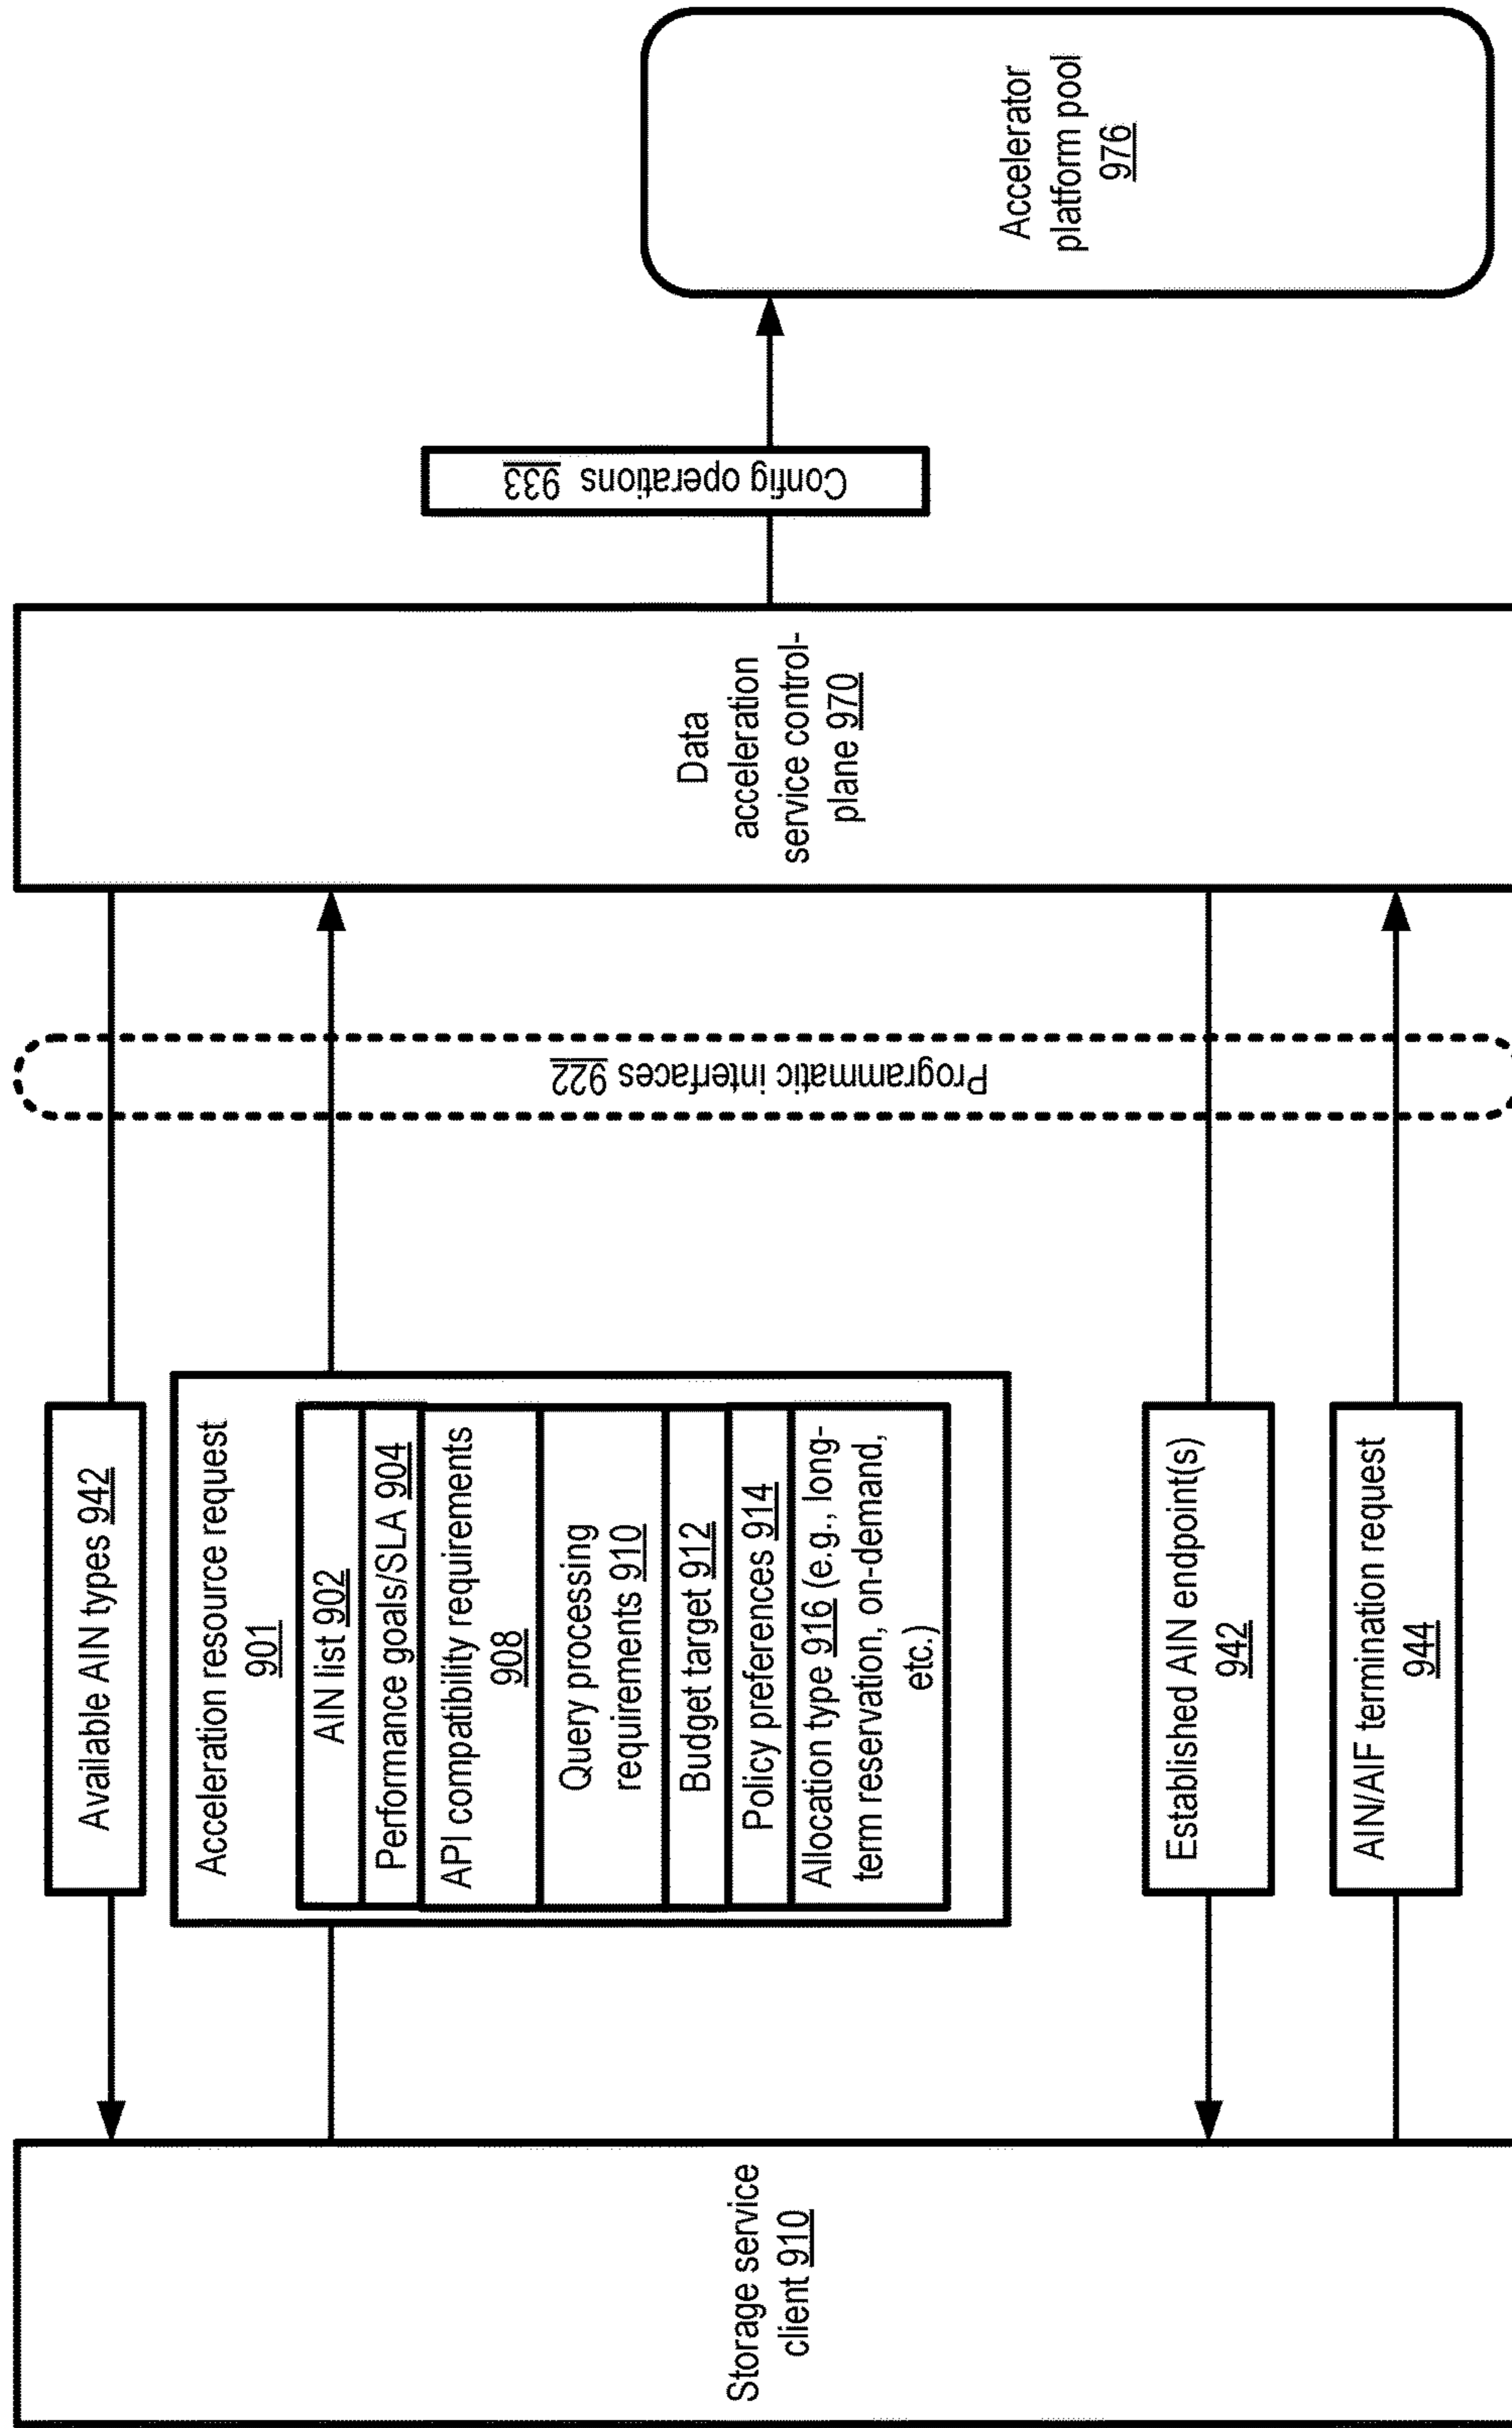 Storage service
client 910
Available AIN types 942
Acceleration resource request
901
AIN list 902
Performance goals/SLA 904
API compatibility requirements
908
Query processing
requirements 910
Budget target 912
Policy preferences 914
Allocation type 916 (e.g., long-
term reservation, on-demand,
etc.)
Established AIN endpoint(s)
942
AIN/AIF termination request
944
Programmatic interfaces 922
Data
acceleration
service control-
plane 970
Config operations 933
Accelerator
platform pool
976